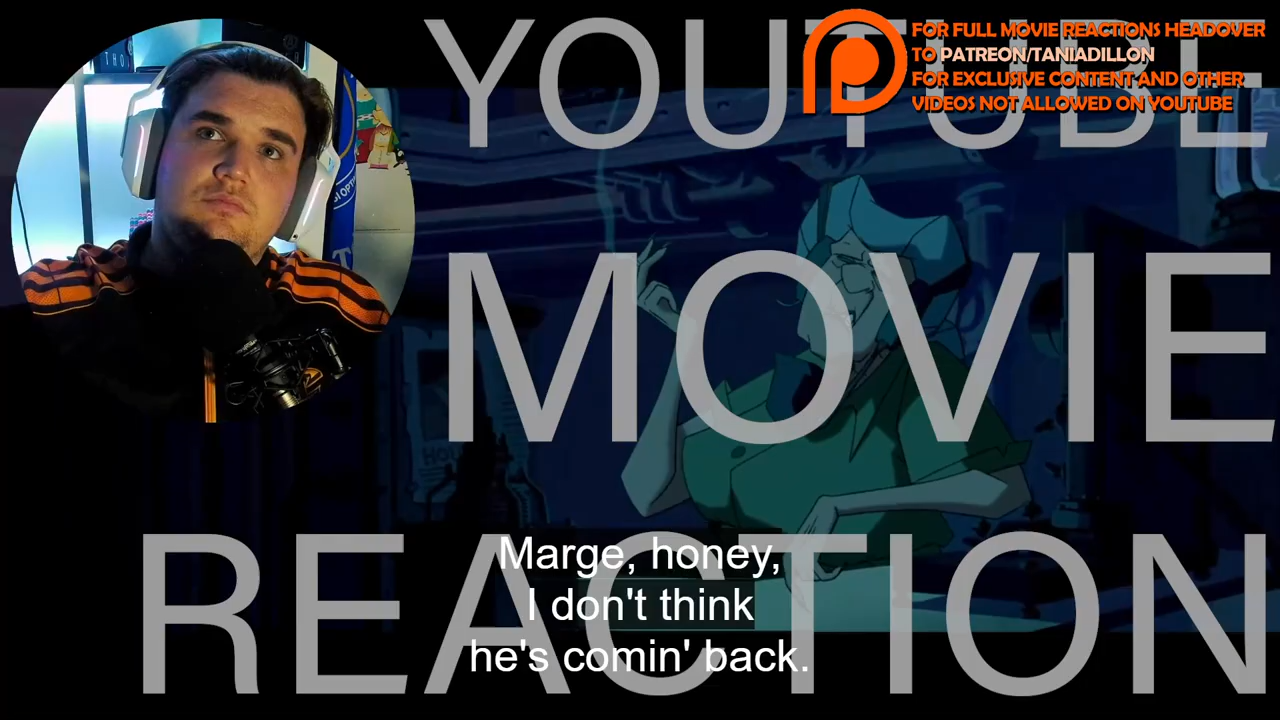 YOUTUBE
FOR FULL MOVIE REACTIONS HEADOVER
TO PATREON/TANIADILLON
FOR EXCLUSIVE CONTENT AND OTHER
VIDEOS NOT ALLOWED ON YOUTUBE
MOVIE
REACTION
Marge, honey,
I don't think
he's comin' back.